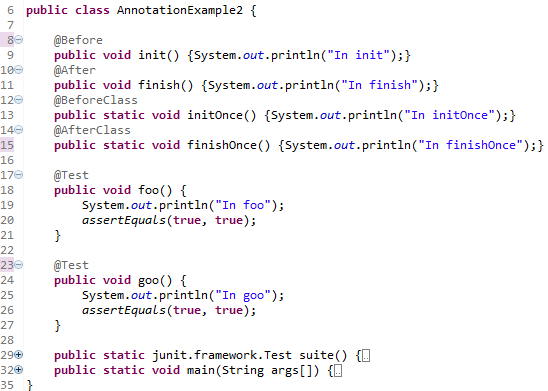 6 public class AnnotationExample2 {
7
8 @Before
9 public void init() {System.out.println("In init");}
10 @After
11 public void finish() {System.out.println("In finish");}
12 @BeforeClass
13 public static void initOnce() {System.out.println("In initOnce");}
14 @AfterClass
15 public static void finishOnce() {System.out.println("In finishOnce");}
16
17 @Test
18 public void foo() {
19 System.out.println("In foo");
20 assertEquals(true, true);
21 }
22
23 @Test
24 public void goo() {
25 System.out.println("In goo");
26 assertEquals(true, true);
27 }
28
29 public static junit.framework.Test suite() {..
32 public static void main(String args[]) {..
35 }